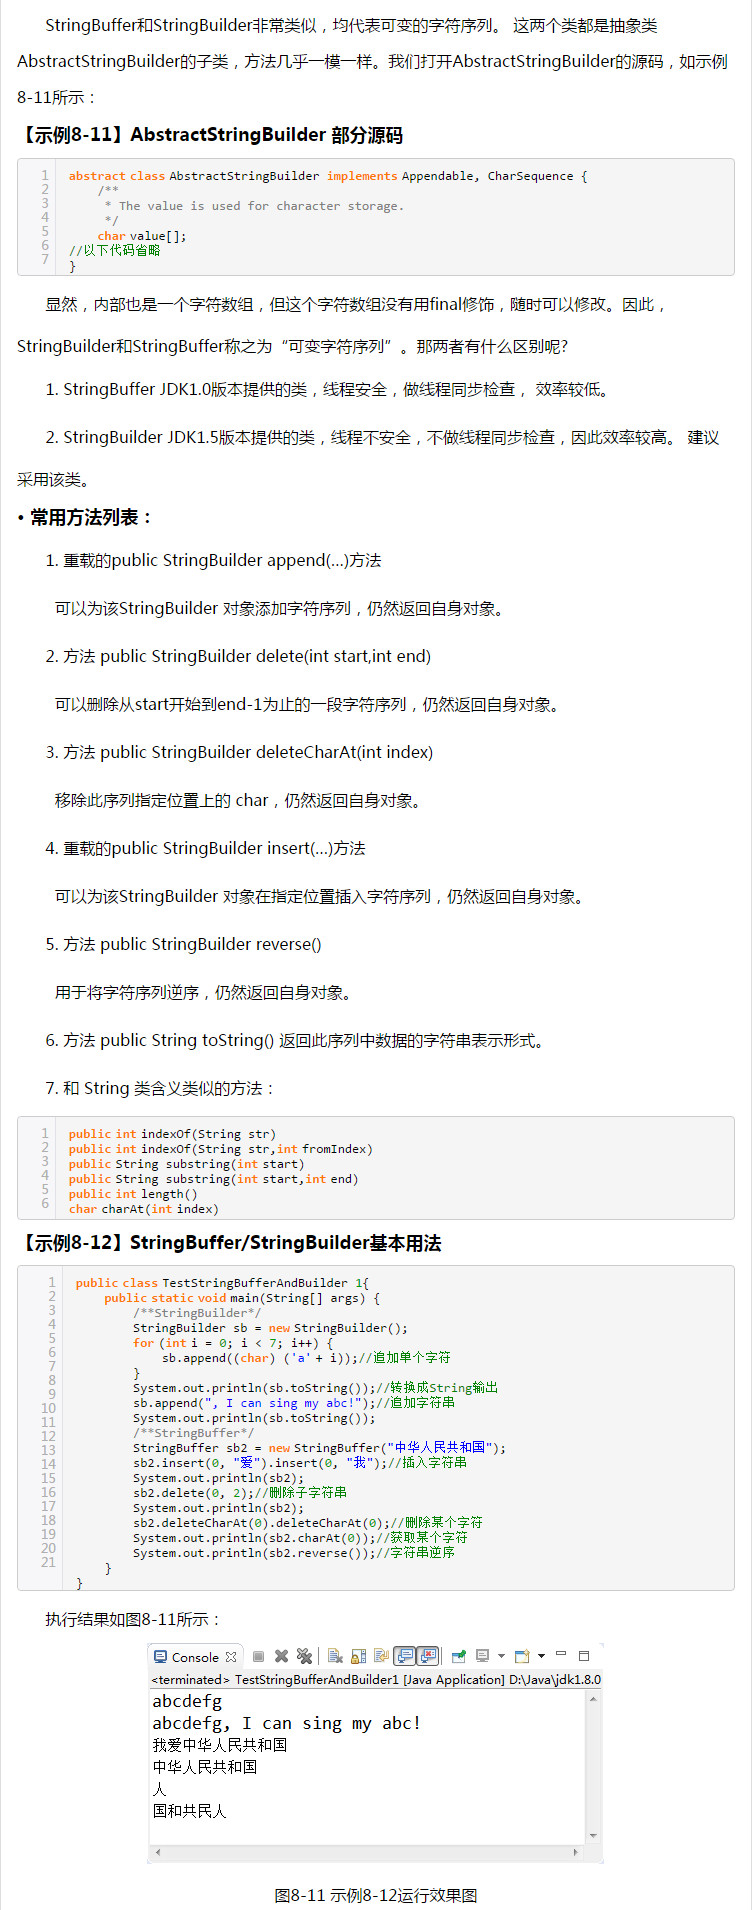 StringBuffer和StringBuilder非常类似，均代表可变的字符序列。 这两个类都是抽象类
AbstractStringBuilder的子类，方法几乎一模一样。我们打开AbstractStringBuilder的源码，如示例
8-11所示：
【示例8-11】AbstractStringBuilder 部分源码
1 abstract class AbstractStringBuilder implements Appendable, CharSequence {
2 /**
3 * The value is used for character storage.
4 */
5 char value[];
6 //以下代码省略
7 }
显然，内部也是一个字符数组，但这个字符数组没有用final修饰，随时可以修改。因此，
StringBuilder和StringBuffer称之为“可变字符序列”。那两者有什么区别呢?
1. StringBuffer JDK1.0版本提供的类，线程安全，做线程同步检查， 效率较低。
2. StringBuilder JDK1.5版本提供的类，线程不安全，不做线程同步检查，因此效率较高。 建议
采用该类。
• 常用方法列表：
1. 重载的public StringBuilder append(…)方法
可以为该StringBuilder 对象添加字符序列，仍然返回自身对象。
2. 方法 public StringBuilder delete(int start,int end)
可以删除从start开始到end-1为止的一段字符序列，仍然返回自身对象。
3. 方法 public StringBuilder deleteCharAt(int index)
移除此序列指定位置上的 char，仍然返回自身对象。
4. 重载的public StringBuilder insert(…)方法
可以为该StringBuilder 对象在指定位置插入字符序列，仍然返回自身对象。
5. 方法 public StringBuilder reverse()
用于将字符序列逆序，仍然返回自身对象。
6. 方法 public String toString() 返回此序列中数据的字符串表示形式。
7. 和 String 类含义类似的方法：
1 public int indexOf(String str)
2 public int indexOf(String str,int fromIndex)
3 public String substring(int start)
4 public String substring(int start,int end)
5 public int length()
6 char charAt(int index)
【示例8-12】StringBuffer/StringBuilder基本用法
1 public class TestStringBufferAndBuilder 1{
2 public static void main(String[] args) {
3 /**StringBuilder*/
4 StringBuilder sb = new StringBuilder();
5 for (int i = 0; i < 7; i++) {
6 sb.append((char) ('a' + i));//追加单个字符
7 }
8 System.out.println(sb.toString());//转换成String输出
9 sb.append(", I can sing my abc!");//追加字符串
10 System.out.println(sb.toString());
11 /**StringBuffer*/
12 StringBuffer sb2 = new StringBuffer("中华人民共和国");
13 sb2.insert(0, "爱").insert(0, "我");//插入字符串
14 System.out.println(sb2);
15 sb2.delete(0, 2);//删除子字符串
16 System.out.println(sb2);
17 sb2.deleteCharAt(0).deleteCharAt(0);//删除某个字符
18 System.out.println(sb2.charAt(0));//获取某个字符
19 System.out.println(sb2.reverse());//字符串逆序
20 }
21 }
执行结果如图8-11所示：
Console
<terminated> TestStringBufferAndBuilder1 [Java Application] D:\Java\jdk1.8.0
abcdefg
abcdefg, I can sing my abc!
我爱中华人民共和国
中华人民共和国
人
国和共民人
图8-11 示例8-12运行效果图